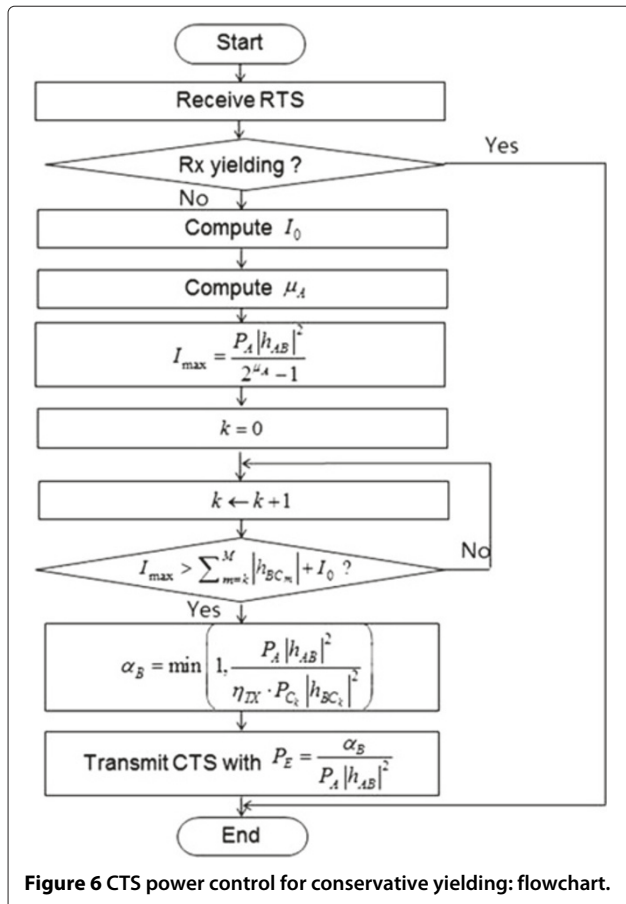 Start
Receive RTS
Rx yielding ?
Yes
No
Compute I₀
Compute μ_A
I_max = P_A|h_AB|² / (2^{μ_A} − 1)
k = 0
k ← k + 1
I_max > ∑_{m=k}^{M} |h_{BC_m}| + I₀ ?
No
Yes
α_B = min(1, P_A|h_AB|² / (η_TX · P_{C_k}|h_{BC_k}|²))
Transmit CTS with P_E = α_B / (P_A|h_AB|²)
End
Figure 6 CTS power control for conservative yielding: flowchart.